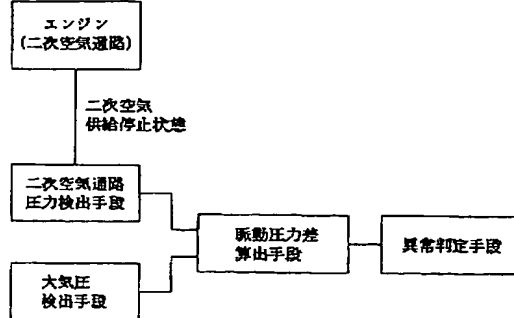 エンジン
(二次空気通路)
二次空気
供給停止状態
二次空気通路
圧力検出手段
脈動圧力差
算出手段
異常判定手段
大気圧
検出手段